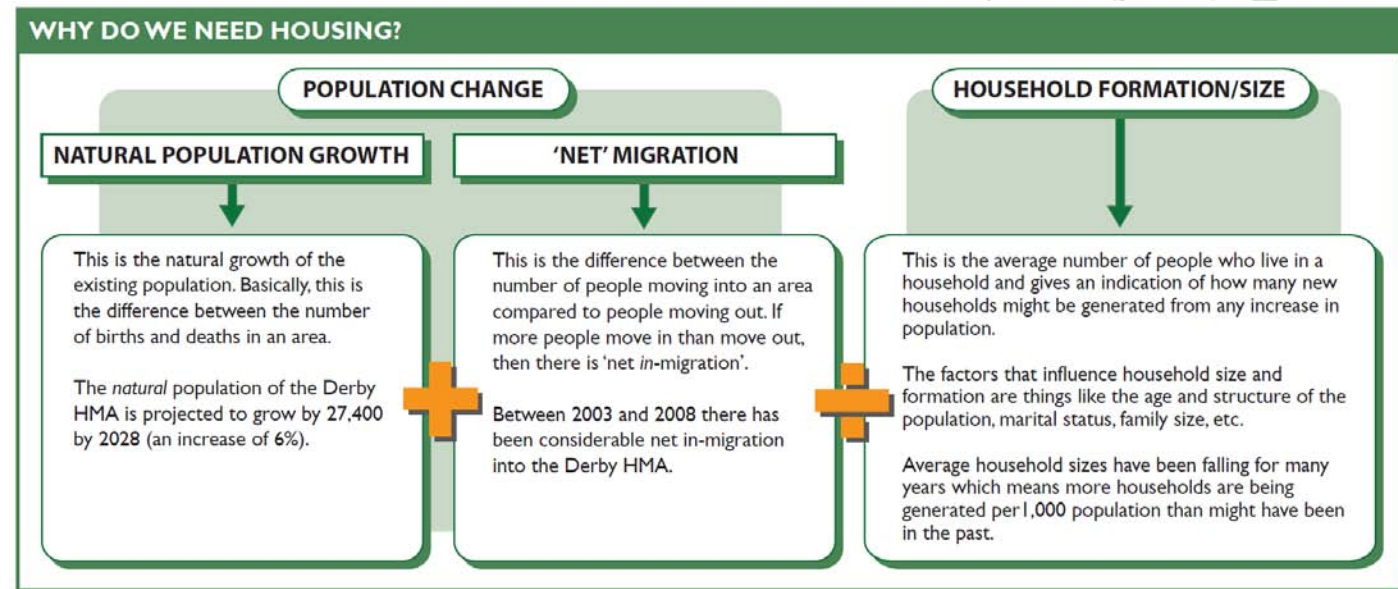 WHY DO WE NEED HOUSING?
POPULATION CHANGE
NATURAL POPULATION GROWTH
This is the natural growth of the
existing population. Basically, this is
the difference between the number
of births and deaths in an area.
The natural population of the Derby
HMA is projected to grow by 27,400
by 2028 (an increase of 6%).
'NET' MIGRATION
This is the difference between the
number of people moving into an area
compared to people moving out. If
more people move in than move out,
then there is 'net in-migration'.
Between 2003 and 2008 there has
been considerable net in-migration
into the Derby HMA.
HOUSEHOLD FORMATION/SIZE
This is the average number of people who live in a
household and gives an indication of how many new
households might be generated from any increase in
population.
The factors that influence household size and
formation are things like the age and structure of the
population, marital status, family size, etc.
Average household sizes have been falling for many
years which means more households are being
generated per1,000 population than might have been
in the past.